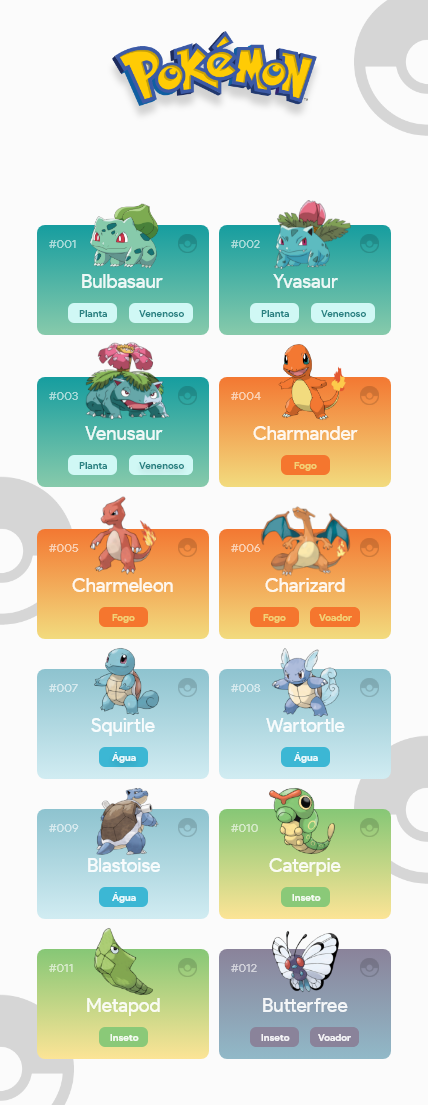 Pokémon
#001
Bulbasaur
Planta Venenoso
#002
Yvasaur
Planta Venenoso
#003
Venusaur
Planta Venenoso
#004
Charmander
Fogo
#005
Charmeleon
Fogo
#006
Charizard
Fogo Voador
#007
Squirtle
Água
#008
Wartortle
Água
#009
Blastoise
Água
#010
Caterpie
Inseto
#011
Metapod
Inseto
#012
Butterfree
Inseto Voador